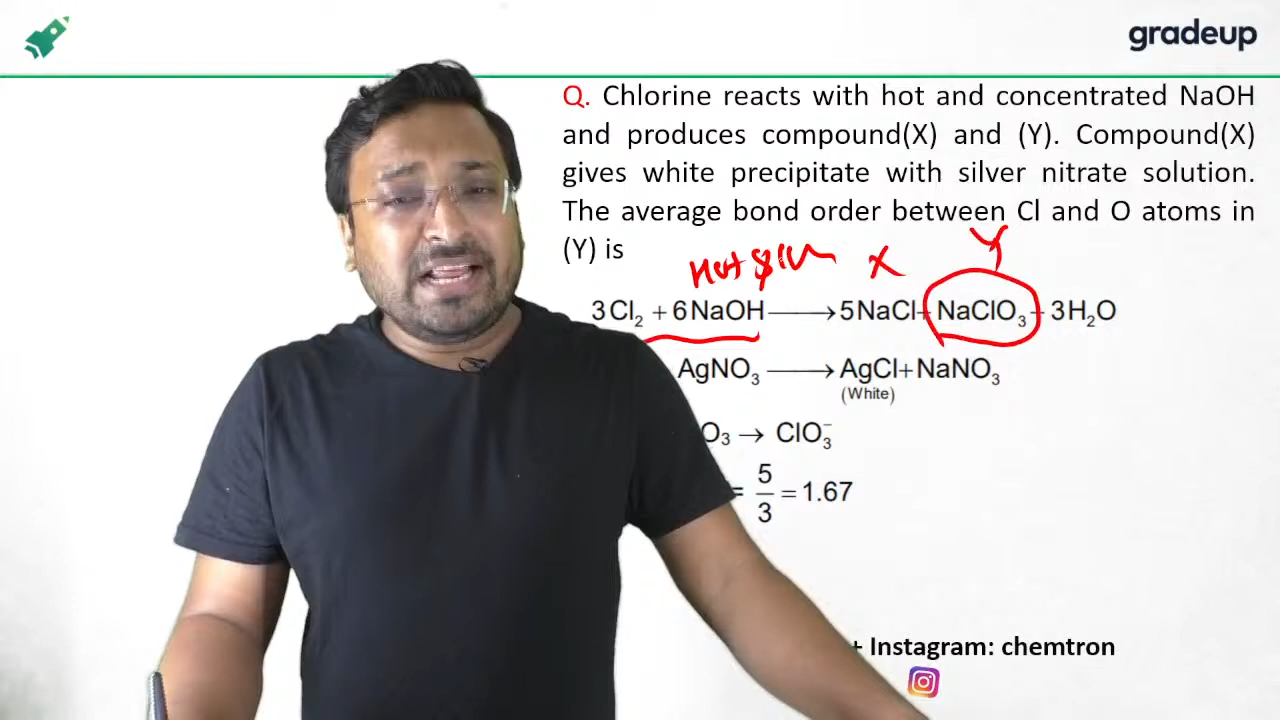 gradeup
Q. Chlorine reacts with hot and concentrated NaOH
and produces compound(X) and (Y). Compound(X)
gives white precipitate with silver nitrate solution.
The average bond order between Cl and O atoms in
(Y) is
Y
Hot X
3Cl₂ + 6NaOH ⟶ 5NaCl+ NaClO₃ + 3H₂O
AgNO₃ ⟶ AgCl+NaNO₃
(White)
O₃ → ClO₃⁻
= 5/3 = 1.67
+ Instagram: chemtron